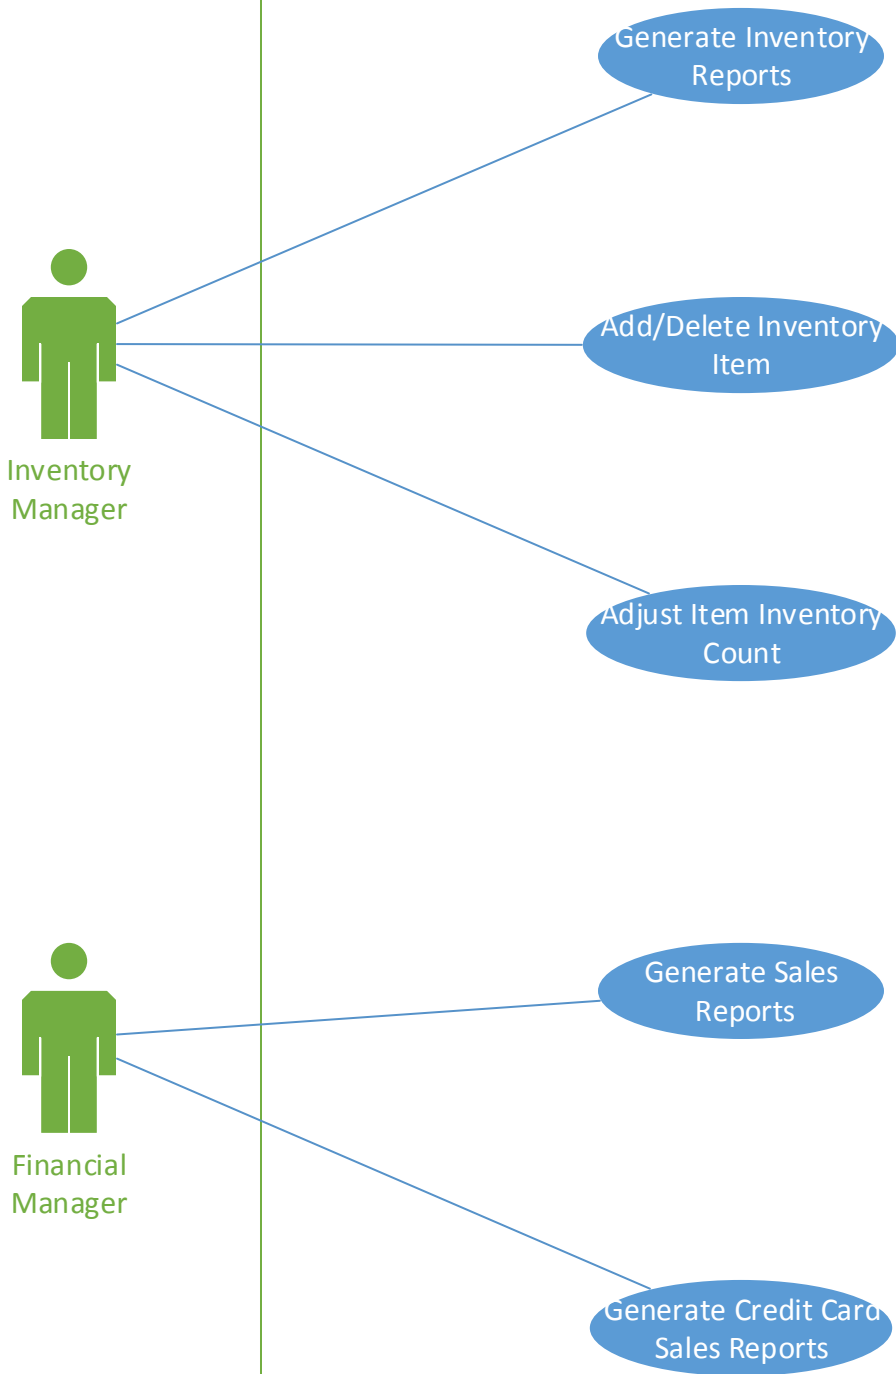 Generate Inventory
Reports
Add/Delete Inventory
Item
Inventory
Manager
Adjust Item Inventory
Count
Generate Sales
Reports
Financial
Manager
Generate Credit Card
Sales Reports